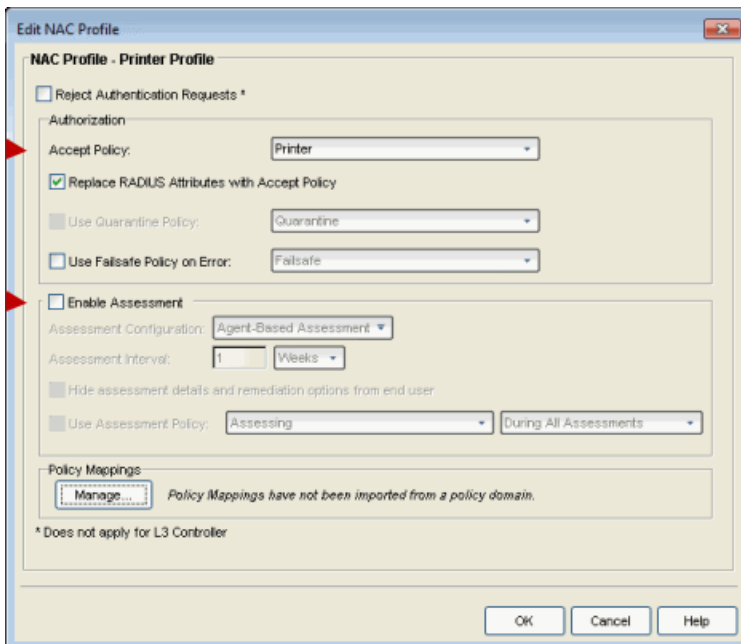 Edit NAC Profile
NAC Profile - Printer Profile
Reject Authentication Requests *
Authorization
Accept Policy: Printer
Replace RADIUS Attributes with Accept Policy
Use Quarantine Policy: Quarantine
Use Failsafe Policy on Error: Failsafe
Enable Assessment
Assessment Configuration: Agent-Based Assessment
Assessment Interval: 1 Weeks
Hide assessment details and remediation options from end user
Use Assessment Policy: Assessing During All Assessments
Policy Mappings
Manage... Policy Mappings have not been imported from a policy domain.
* Does not apply for L3 Controller
OK Cancel Help